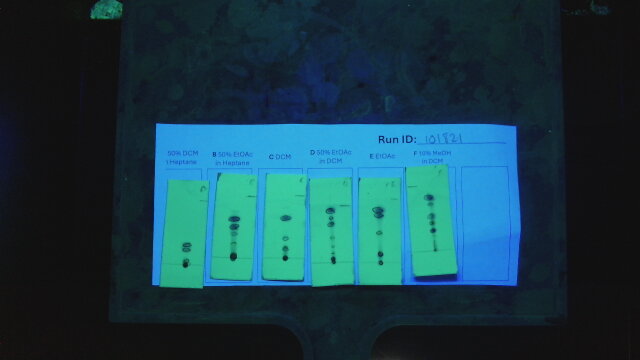 Run ID: 101821
50% DCM
in Heptane
B 50% EtOAc
in Heptane
C DCM
D 50% EtOAc
in DCM
E EtOAc
F 10% MeOH
in DCM